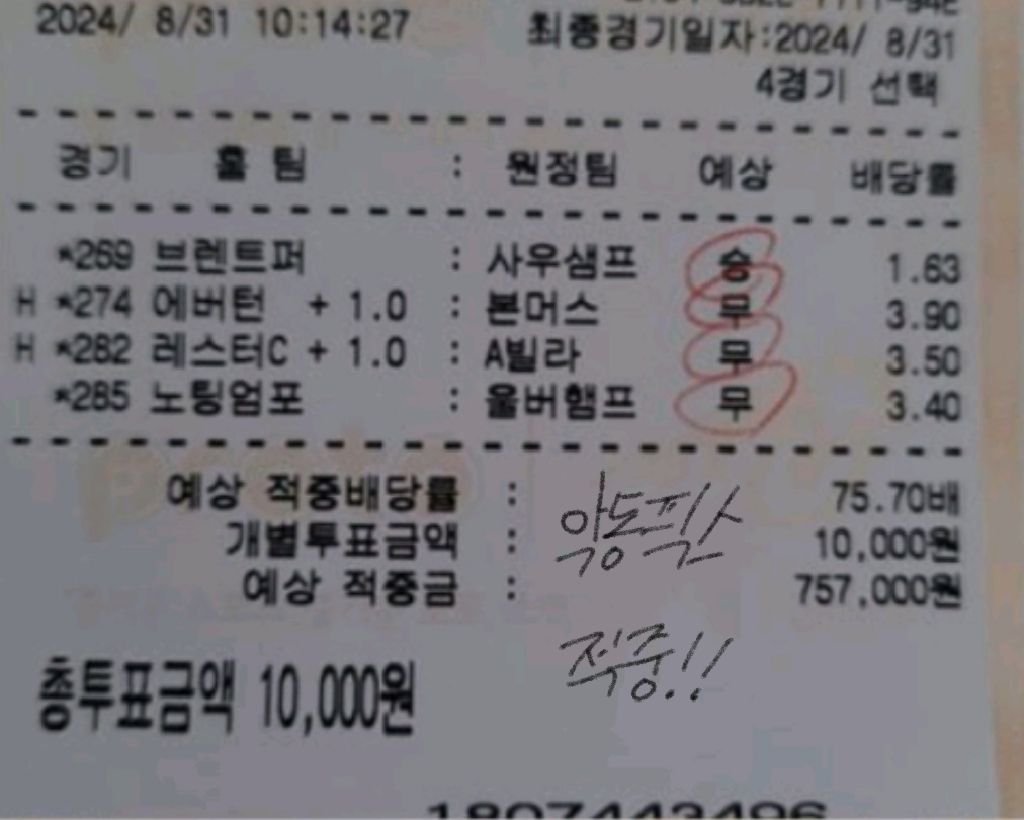 2024/ 8/31 10:14:27
최종경기일자:2024/ 8/31
4경기 선택
경기 홈 팀 : 원정팀 예상 배당률
*269 브렌트퍼 : 사우샘프 승 1.63
H *274 에버턴 + 1.0 : 본머스 무 3.90
H *282 레스터C + 1.0 : A빌라 무 3.50
*285 노팅엄포 : 울버햄프 무 3.40
예상 적중배당률 : 75.70배
개별투표금액 : 10,000원
예상 적중금 : 757,000원
악동픽스
적중!!
총투표금액 10,000원